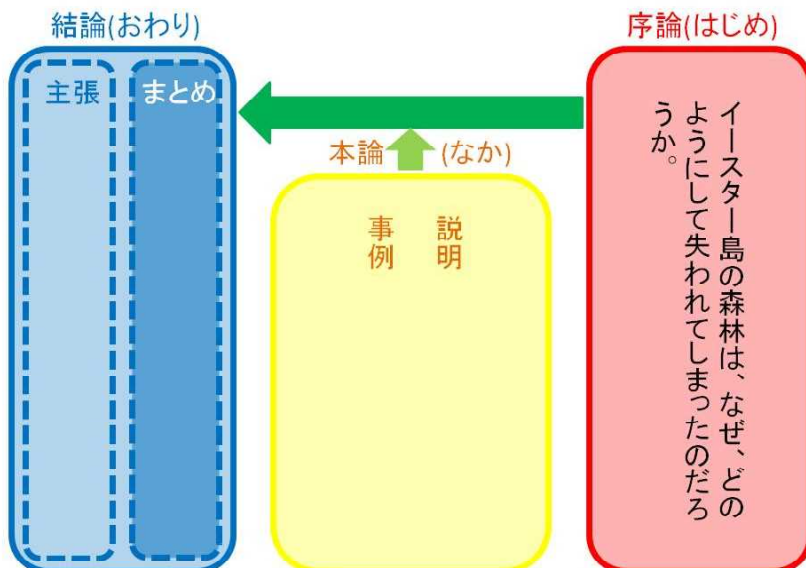 序論(はじめ)
イースター島の森林は、なぜ、どの
ようにして失われてしまったのだろ
うか。
本論 (なか)
説明
事例
結論(おわり)
まとめ
主張